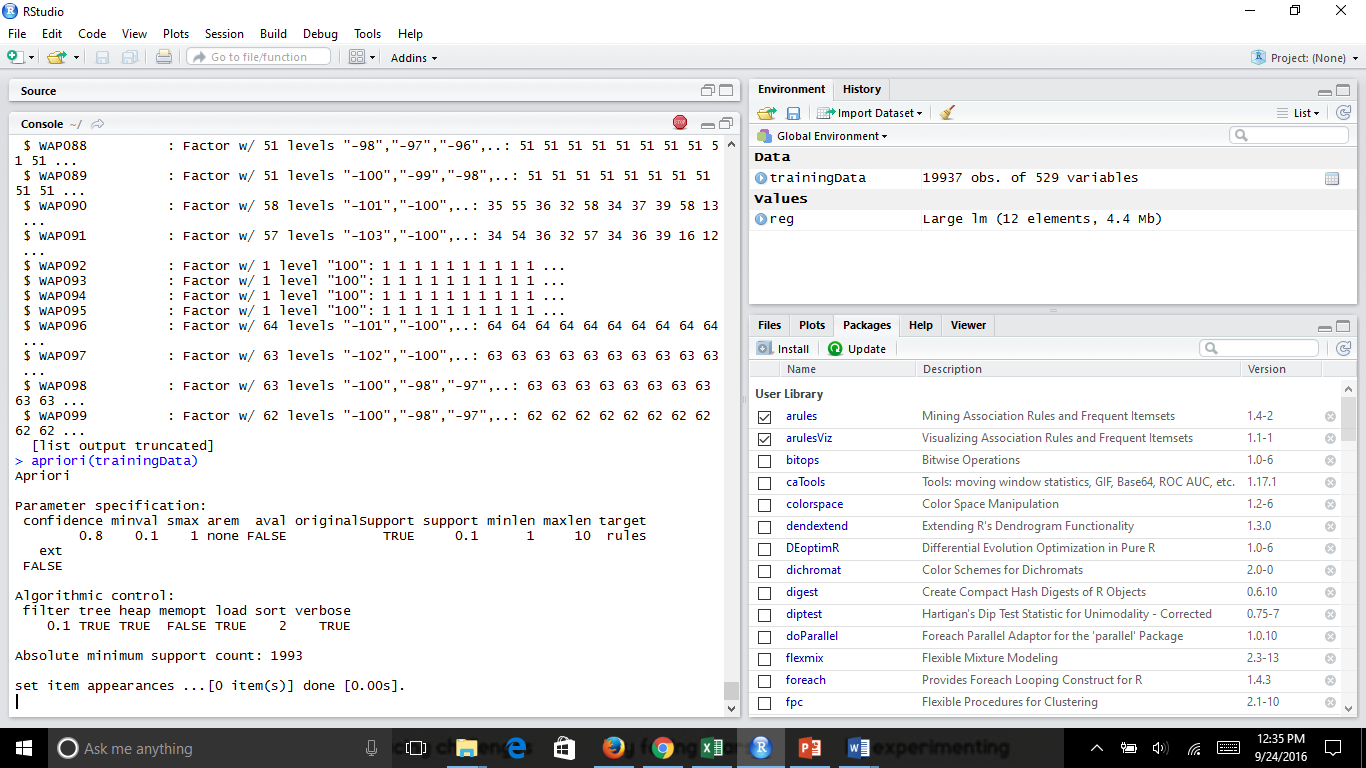 RStudio
File Edit Code View Plots Session Build Debug Tools Help
Go to file/function Addins Project: (None)
Source
Console ~/
STOP
$ WAP088 : Factor w/ 51 levels "-98","-97","-96",..: 51 51 51 51 51 51 51 51 5
1 51 ...
$ WAP089 : Factor w/ 51 levels "-100","-99","-98",..: 51 51 51 51 51 51 51 51
51 51 ...
$ WAP090 : Factor w/ 58 levels "-101","-100",..: 35 55 36 32 58 34 37 39 58 13
...
$ WAP091 : Factor w/ 57 levels "-103","-100",..: 34 54 36 32 57 34 36 39 16 12
...
$ WAP092 : Factor w/ 1 level "100": 1 1 1 1 1 1 1 1 1 1 ...
$ WAP093 : Factor w/ 1 level "100": 1 1 1 1 1 1 1 1 1 1 ...
$ WAP094 : Factor w/ 1 level "100": 1 1 1 1 1 1 1 1 1 1 ...
$ WAP095 : Factor w/ 1 level "100": 1 1 1 1 1 1 1 1 1 1 ...
$ WAP096 : Factor w/ 64 levels "-101","-100",..: 64 64 64 64 64 64 64 64 64 64
...
$ WAP097 : Factor w/ 63 levels "-102","-100",..: 63 63 63 63 63 63 63 63 63 63
...
$ WAP098 : Factor w/ 63 levels "-100","-98","-97",..: 63 63 63 63 63 63 63 63
63 63 ...
$ WAP099 : Factor w/ 62 levels "-100","-98","-97",..: 62 62 62 62 62 62 62 62
62 62 ...
[list output truncated]
> apriori(trainingData)
Apriori
Parameter specification:
confidence minval smax arem aval originalSupport support minlen maxlen target
0.8 0.1 1 none FALSE TRUE 0.1 1 10 rules
ext
FALSE
Algorithmic control:
filter tree heap memopt load sort verbose
0.1 TRUE TRUE FALSE TRUE 2 TRUE
Absolute minimum support count: 1993
set item appearances ...[0 item(s)] done [0.00s].
Environment History
Import Dataset List
Global Environment
Data
trainingData 19937 obs. of 529 variables
Values
reg Large lm (12 elements, 4.4 Mb)
Files Plots Packages Help Viewer
Install Update
Name Description Version
User Library
arules Mining Association Rules and Frequent Itemsets 1.4-2
arulesViz Visualizing Association Rules and Frequent Itemsets 1.1-1
bitops Bitwise Operations 1.0-6
caTools Tools: moving window statistics, GIF, Base64, ROC AUC, etc. 1.17.1
colorspace Color Space Manipulation 1.2-6
dendextend Extending R's Dendrogram Functionality 1.3.0
DEoptimR Differential Evolution Optimization in Pure R 1.0-6
dichromat Color Schemes for Dichromats 2.0-0
digest Create Compact Hash Digests of R Objects 0.6.10
diptest Hartigan's Dip Test Statistic for Unimodality - Corrected 0.75-7
doParallel Foreach Parallel Adaptor for the 'parallel' Package 1.0.10
flexmix Flexible Mixture Modeling 2.3-13
foreach Provides Foreach Looping Construct for R 1.4.3
fpc Flexible Procedures for Clustering 2.1-10
Ask me anything
experimenting
12:35 PM
9/24/2016